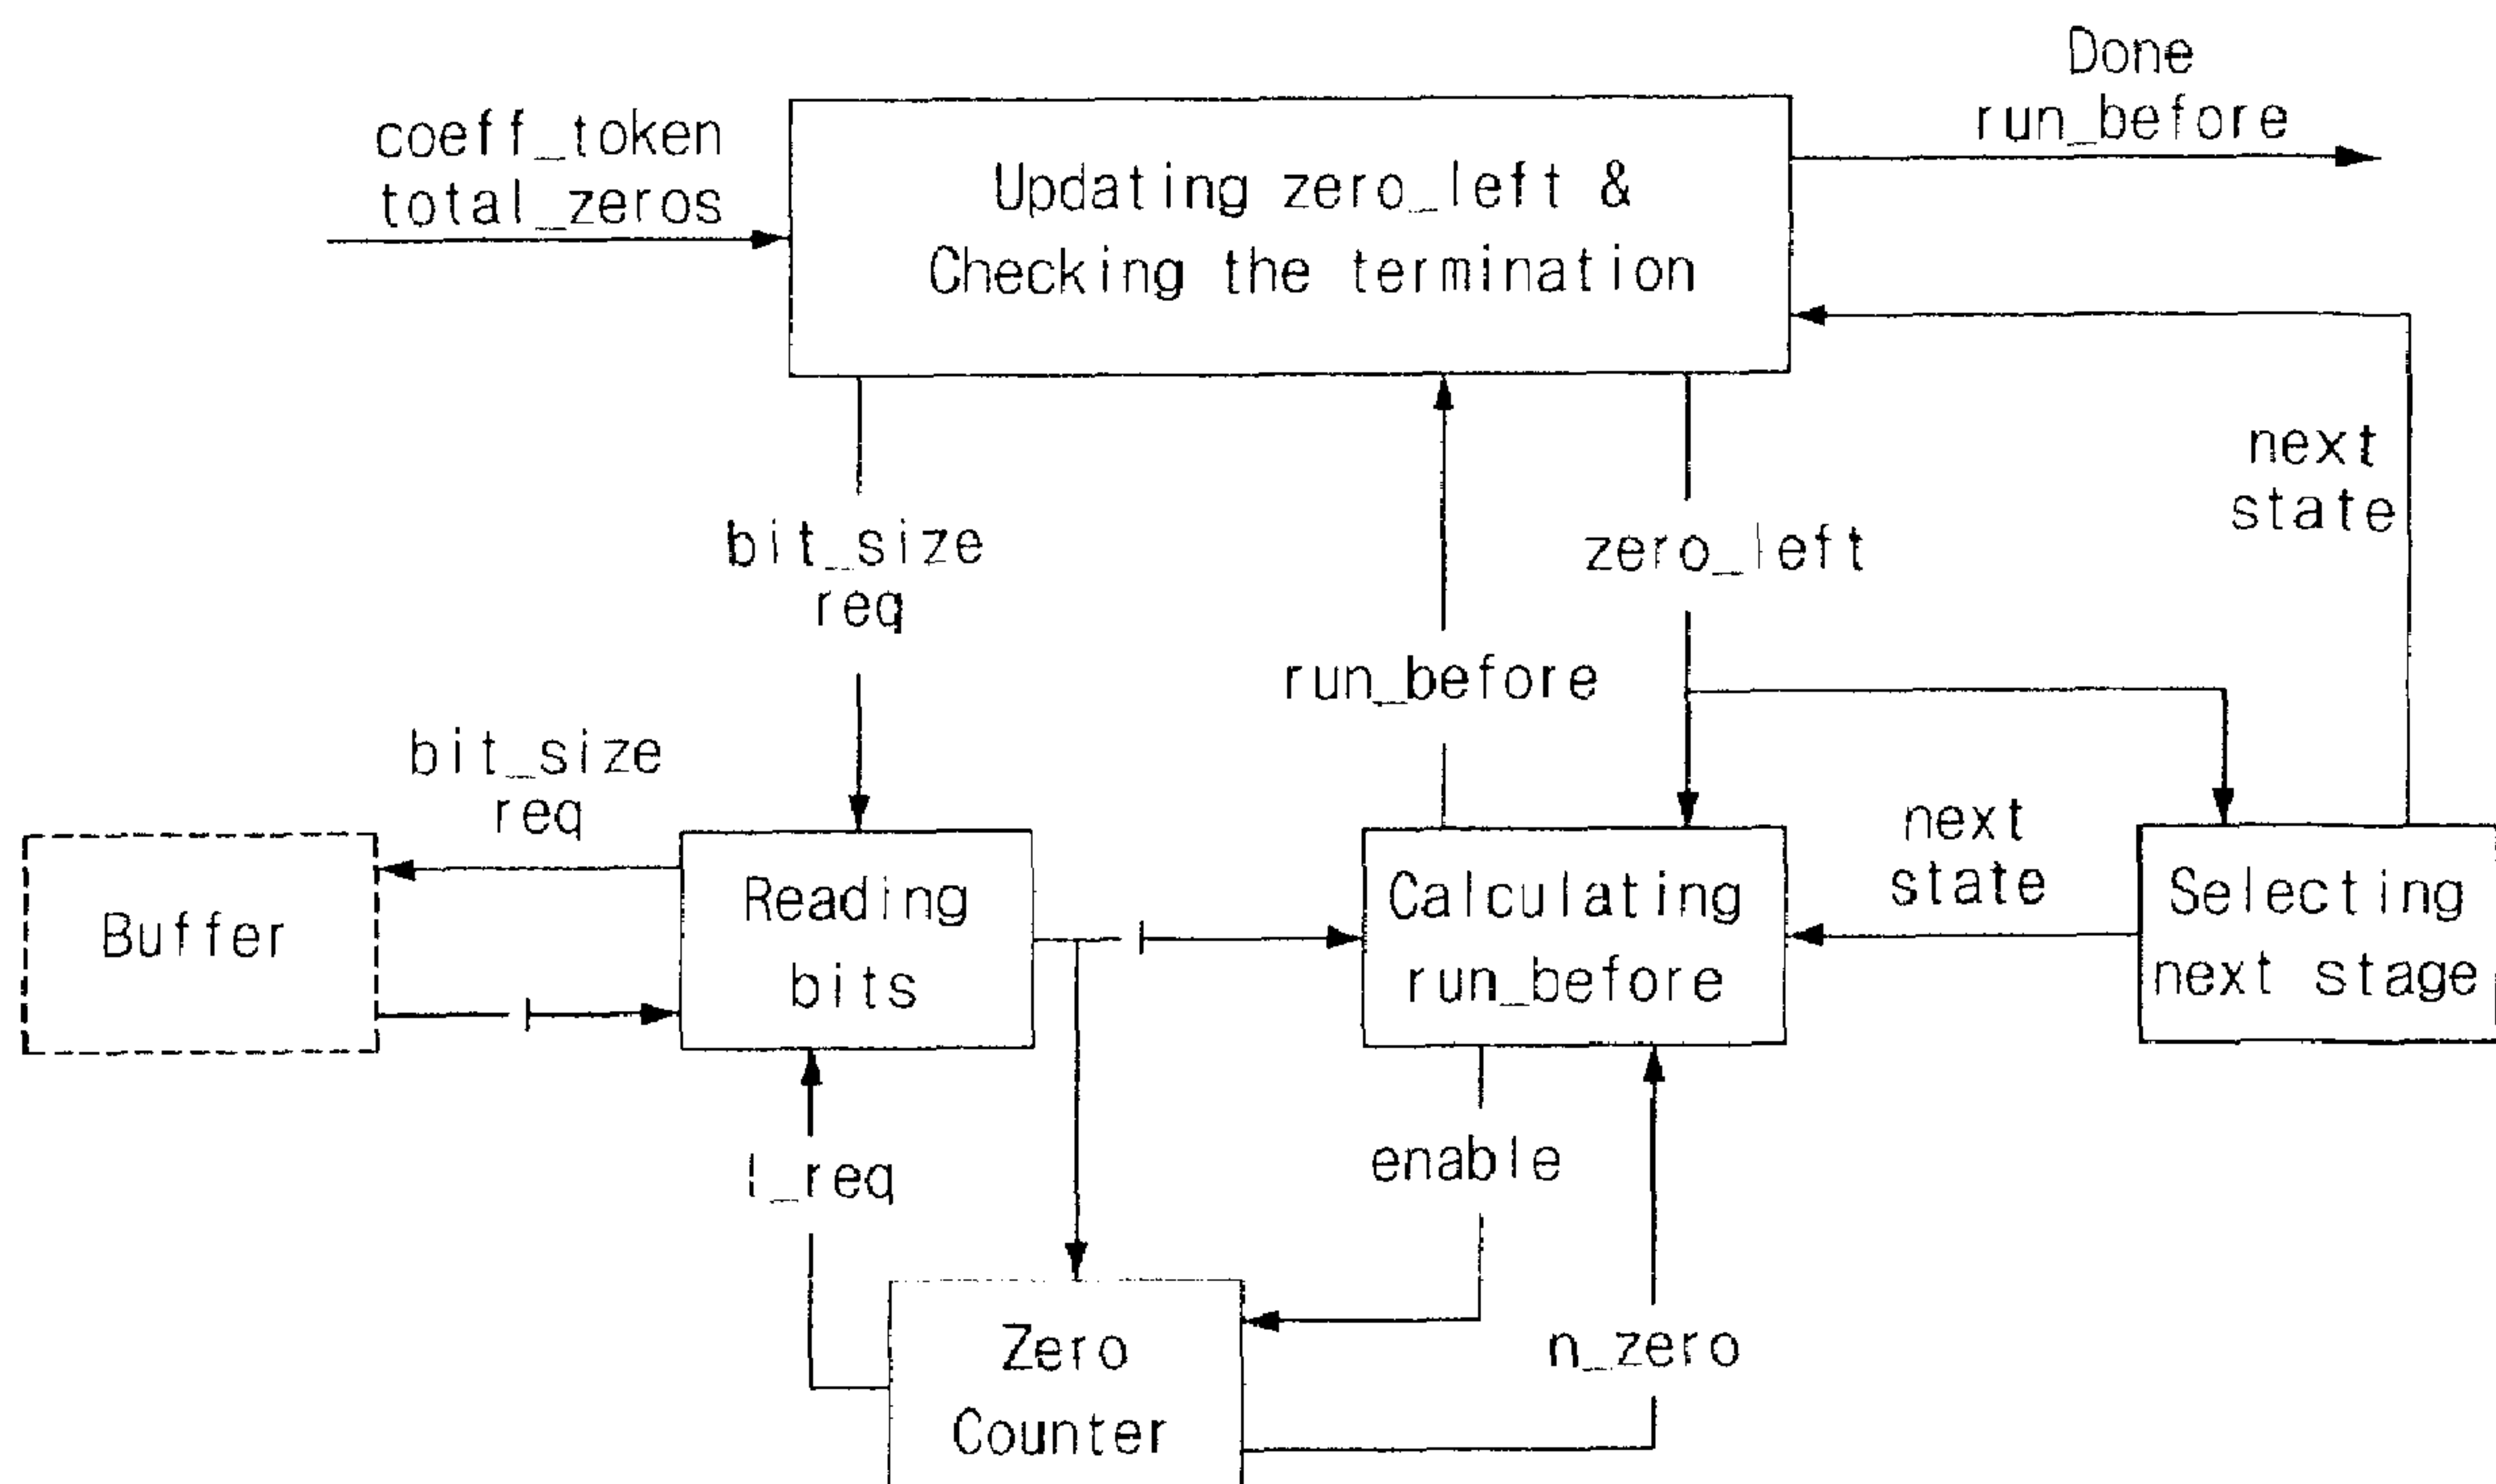 Done
run_before
coeff_token
total_zeros
Updating zero_left &
Checking the termination
next
state
bit_size
req
zero_left
run_before
bit_size
req
next
state
Buffer
Reading
bits
Calculating
run_before
Selecting
next stage
l_req
enable
n_zero
Zero
Counter